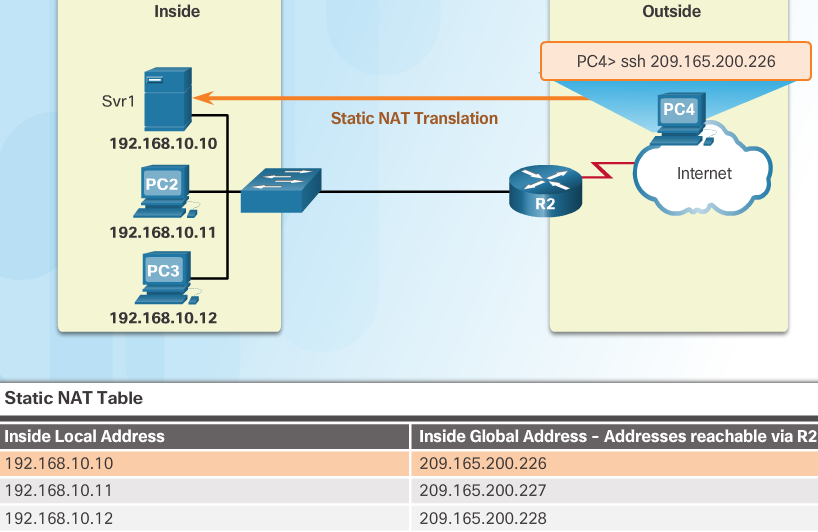 Inside
Outside
PC4> ssh 209.165.200.226
Svr1
Static NAT Translation
PC4
192.168.10.10
PC2
Internet
R2
192.168.10.11
PC3
192.168.10.12
Static NAT Table
Inside Local Address
Inside Global Address - Addresses reachable via R2
192.168.10.10
209.165.200.226
192.168.10.11
209.165.200.227
192.168.10.12
209.165.200.228